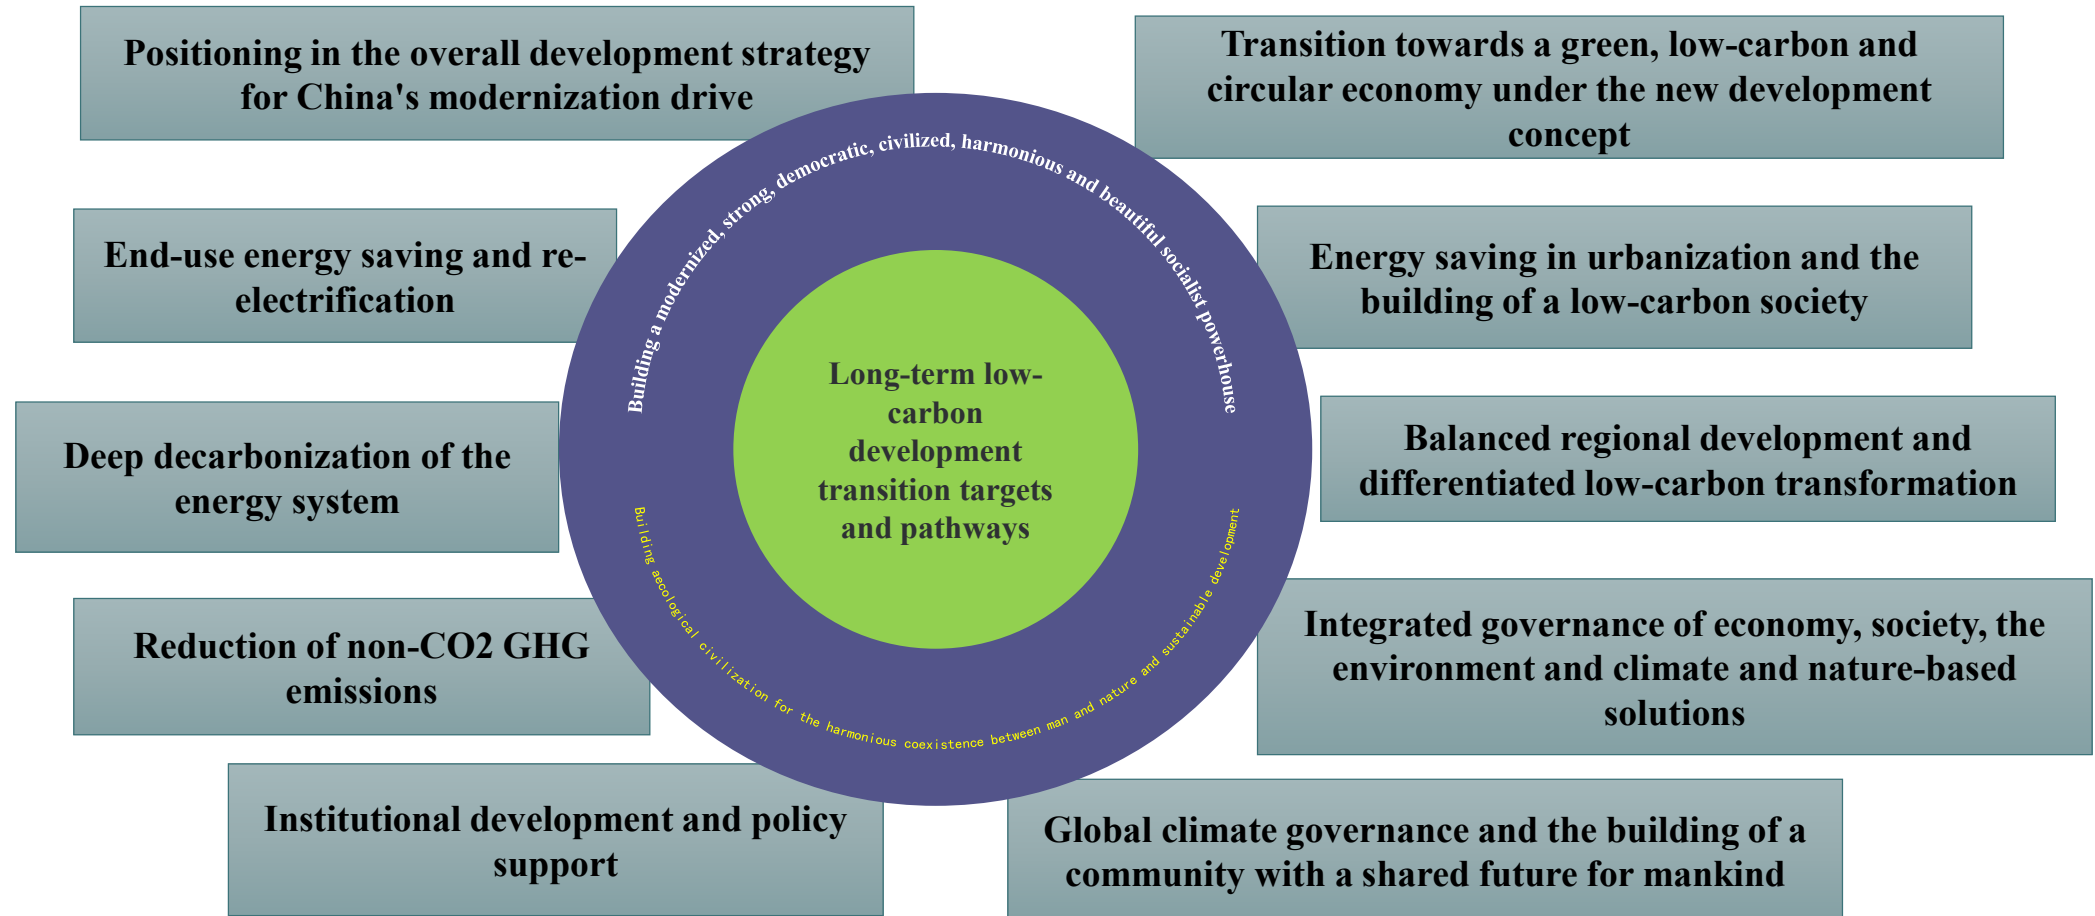 Positioning in the overall development strategy
for China's modernization drive
Transition towards a green, low-carbon and
circular economy under the new development
concept
End-use energy saving and re-
electrification
Energy saving in urbanization and the
building of a low-carbon society
Deep decarbonization of the
energy system
Balanced regional development and
differentiated low-carbon transformation
Reduction of non-CO2 GHG
emissions
Integrated governance of economy, society, the
environment and climate and nature-based
solutions
Institutional development and policy
support
Global climate governance and the building of a
community with a shared future for mankind
Building a modernized, strong, democratic, civilized, harmonious and beautiful socialist powerhouse
Long-term low-
carbon
development
transition targets
and pathways
Building aecological civilization for the harmonious coexistence between man and nature and sustainable development